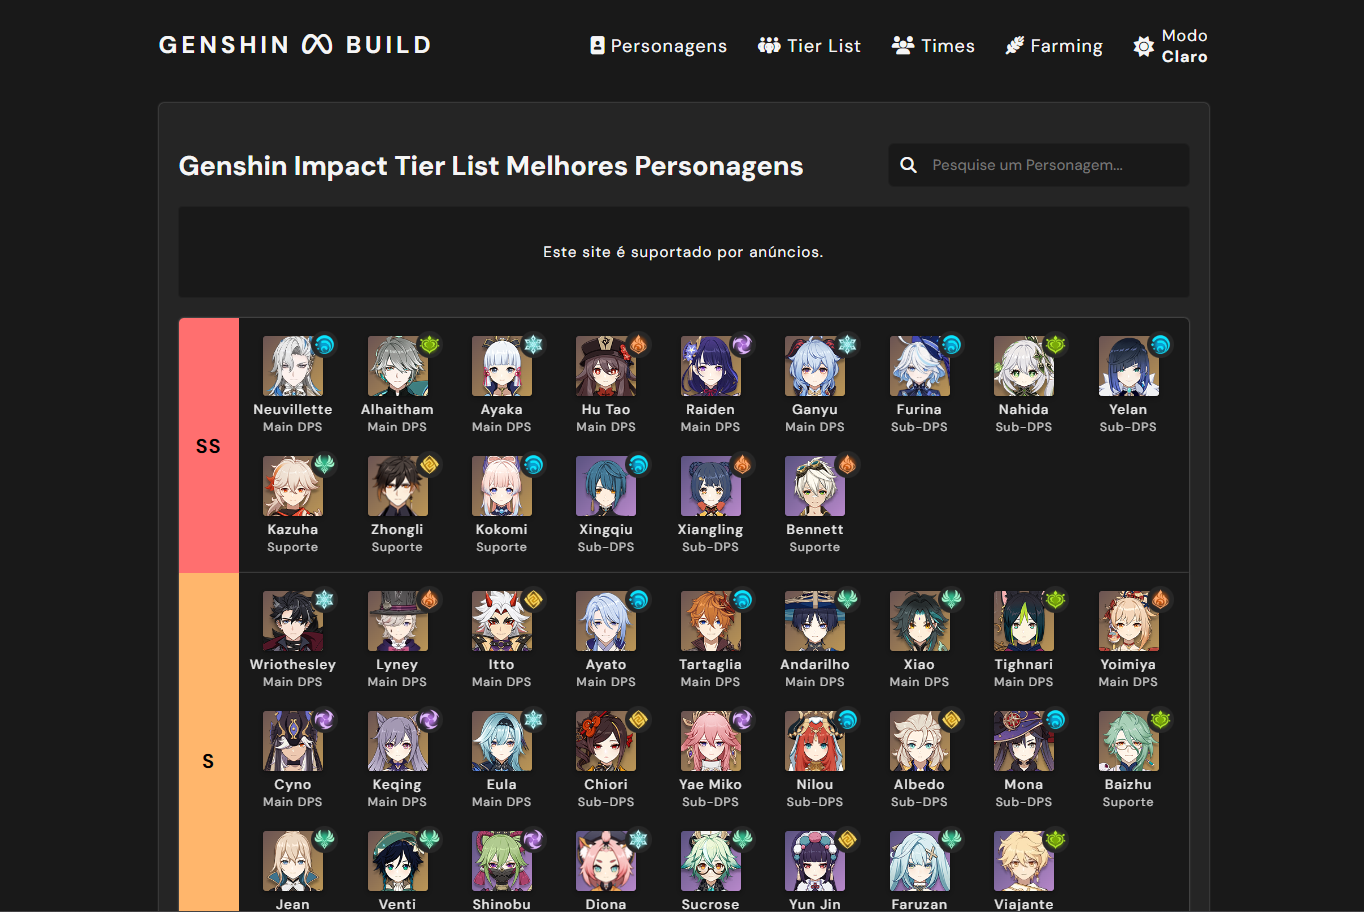 GENSHIN BUILD
Personagens
Tier List
Times
Farming
Modo
Claro
Genshin Impact Tier List Melhores Personagens
Pesquise um Personagem...
Este site é suportado por anúncios.
SS
Neuvillette Alhaitham Ayaka Hu Tao Raiden Ganyu Furina Nahida Yelan
Main DPS Main DPS Main DPS Main DPS Main DPS Main DPS Sub-DPS Sub-DPS Sub-DPS
Kazuha Zhongli Kokomi Xingqiu Xiangling Bennett
Suporte Suporte Suporte Sub-DPS Sub-DPS Suporte
S
Wriothesley Lyney Itto Ayato Tartaglia Andarilho Xiao Tighnari Yoimiya
Main DPS Main DPS Main DPS Main DPS Main DPS Main DPS Main DPS Main DPS Main DPS
Cyno Keqing Eula Chiori Yae Miko Nilou Albedo Mona Baizhu
Main DPS Main DPS Main DPS Sub-DPS Sub-DPS Sub-DPS Sub-DPS Sub-DPS Suporte
Jean Venti Shinobu Diona Sucrose Yun Jin Faruzan Viajante